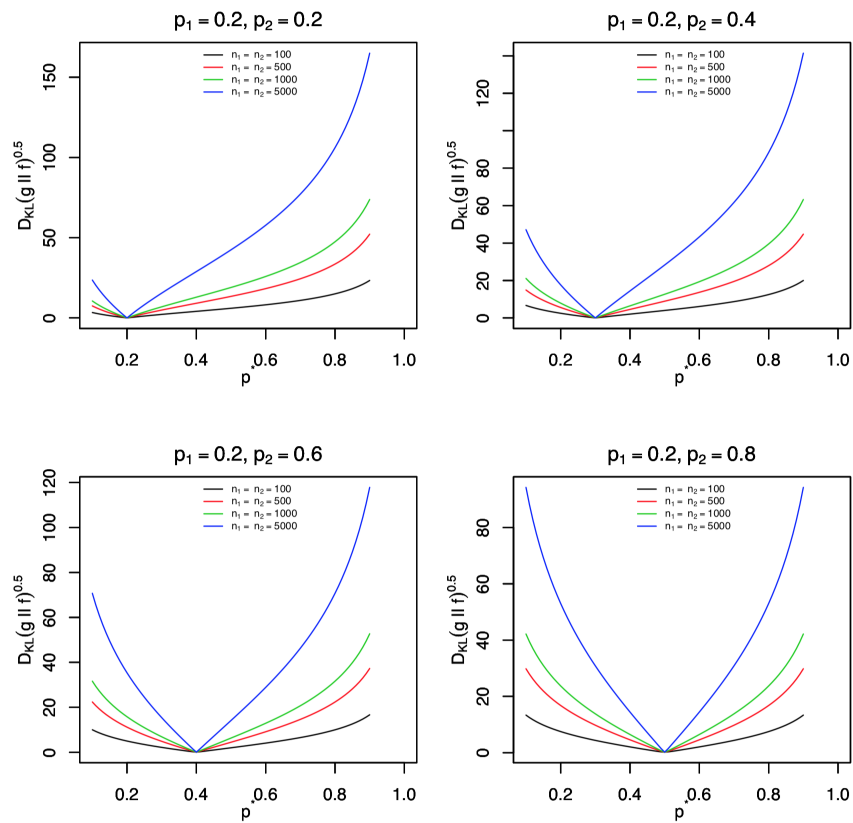 p₁ = 0.2, p₂ = 0.2
D_KL(g || f)^0.5
150
100
50
0
n₁ = n₂ = 100
n₁ = n₂ = 500
n₁ = n₂ = 1000
n₁ = n₂ = 5000
0.2 0.4 0.6 0.8 1.0
p*
p₁ = 0.2, p₂ = 0.4
D_KL(g || f)^0.5
120
80
60
40
20
0
n₁ = n₂ = 100
n₁ = n₂ = 500
n₁ = n₂ = 1000
n₁ = n₂ = 5000
0.2 0.4 0.6 0.8 1.0
p*
p₁ = 0.2, p₂ = 0.6
D_KL(g || f)^0.5
120
100
80
60
40
20
0
n₁ = n₂ = 100
n₁ = n₂ = 500
n₁ = n₂ = 1000
n₁ = n₂ = 5000
0.2 0.4 0.6 0.8 1.0
p*
p₁ = 0.2, p₂ = 0.8
D_KL(g || f)^0.5
80
60
40
20
0
n₁ = n₂ = 100
n₁ = n₂ = 500
n₁ = n₂ = 1000
n₁ = n₂ = 5000
0.2 0.4 0.6 0.8 1.0
p*